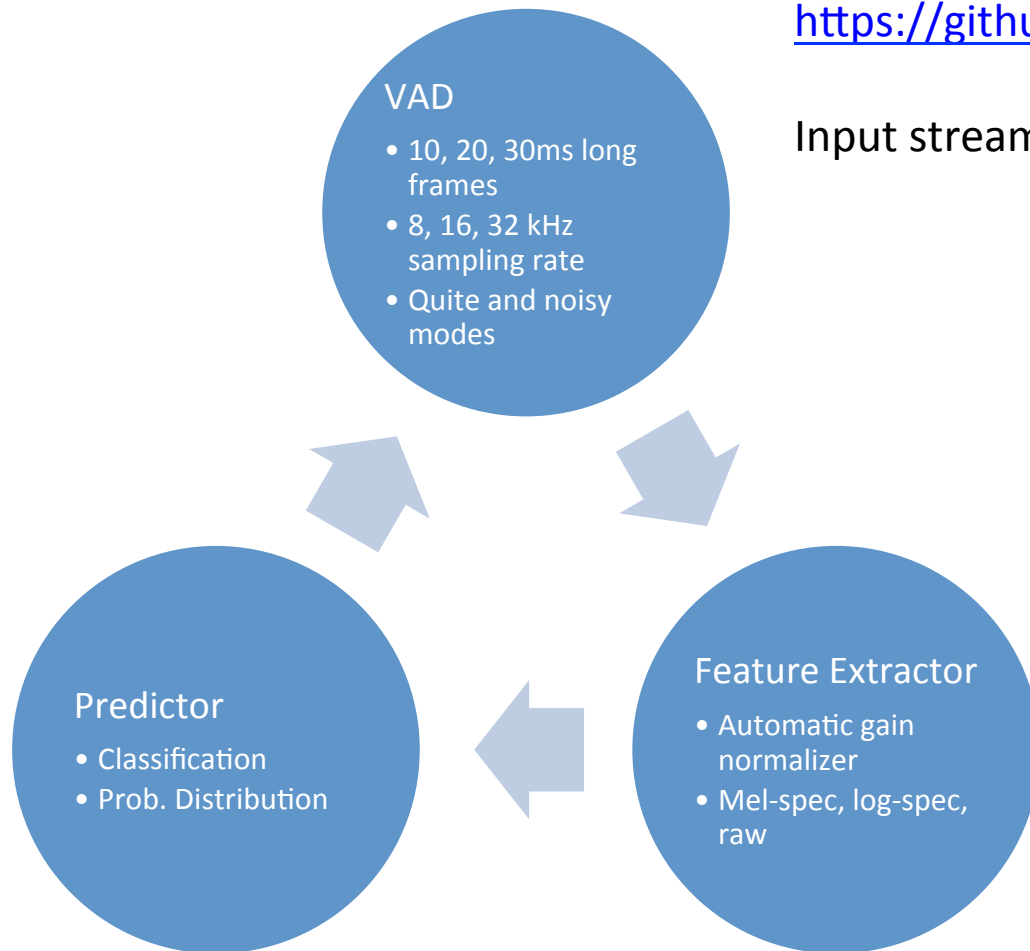 https://githu
Input stream
VAD
• 10, 20, 30ms long
frames
• 8, 16, 32 kHz
sampling rate
• Quite and noisy
modes
Predictor
• Classification
• Prob. Distribution
Feature Extractor
• Automatic gain
normalizer
• Mel-spec, log-spec,
raw